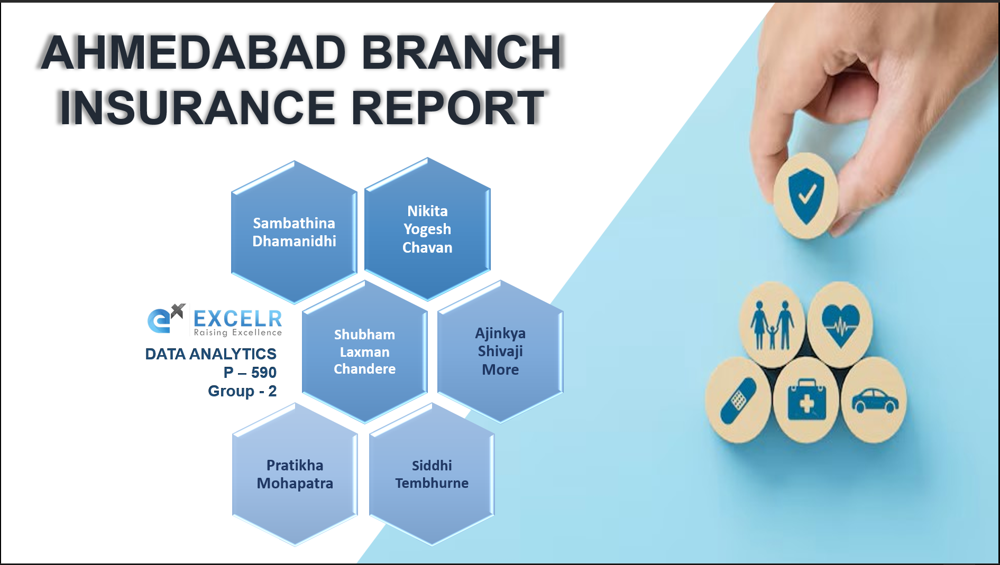 AHMEDABAD BRANCH
INSURANCE REPORT
Sambathina
Dhamanidhi
Nikita
Yogesh
Chavan
EXCELR
Raising Excellence
DATA ANALYTICS
P – 590
Group - 2
Shubham
Laxman
Chandere
Ajinkya
Shivaji
More
Pratikha
Mohapatra
Siddhi
Tembhurne